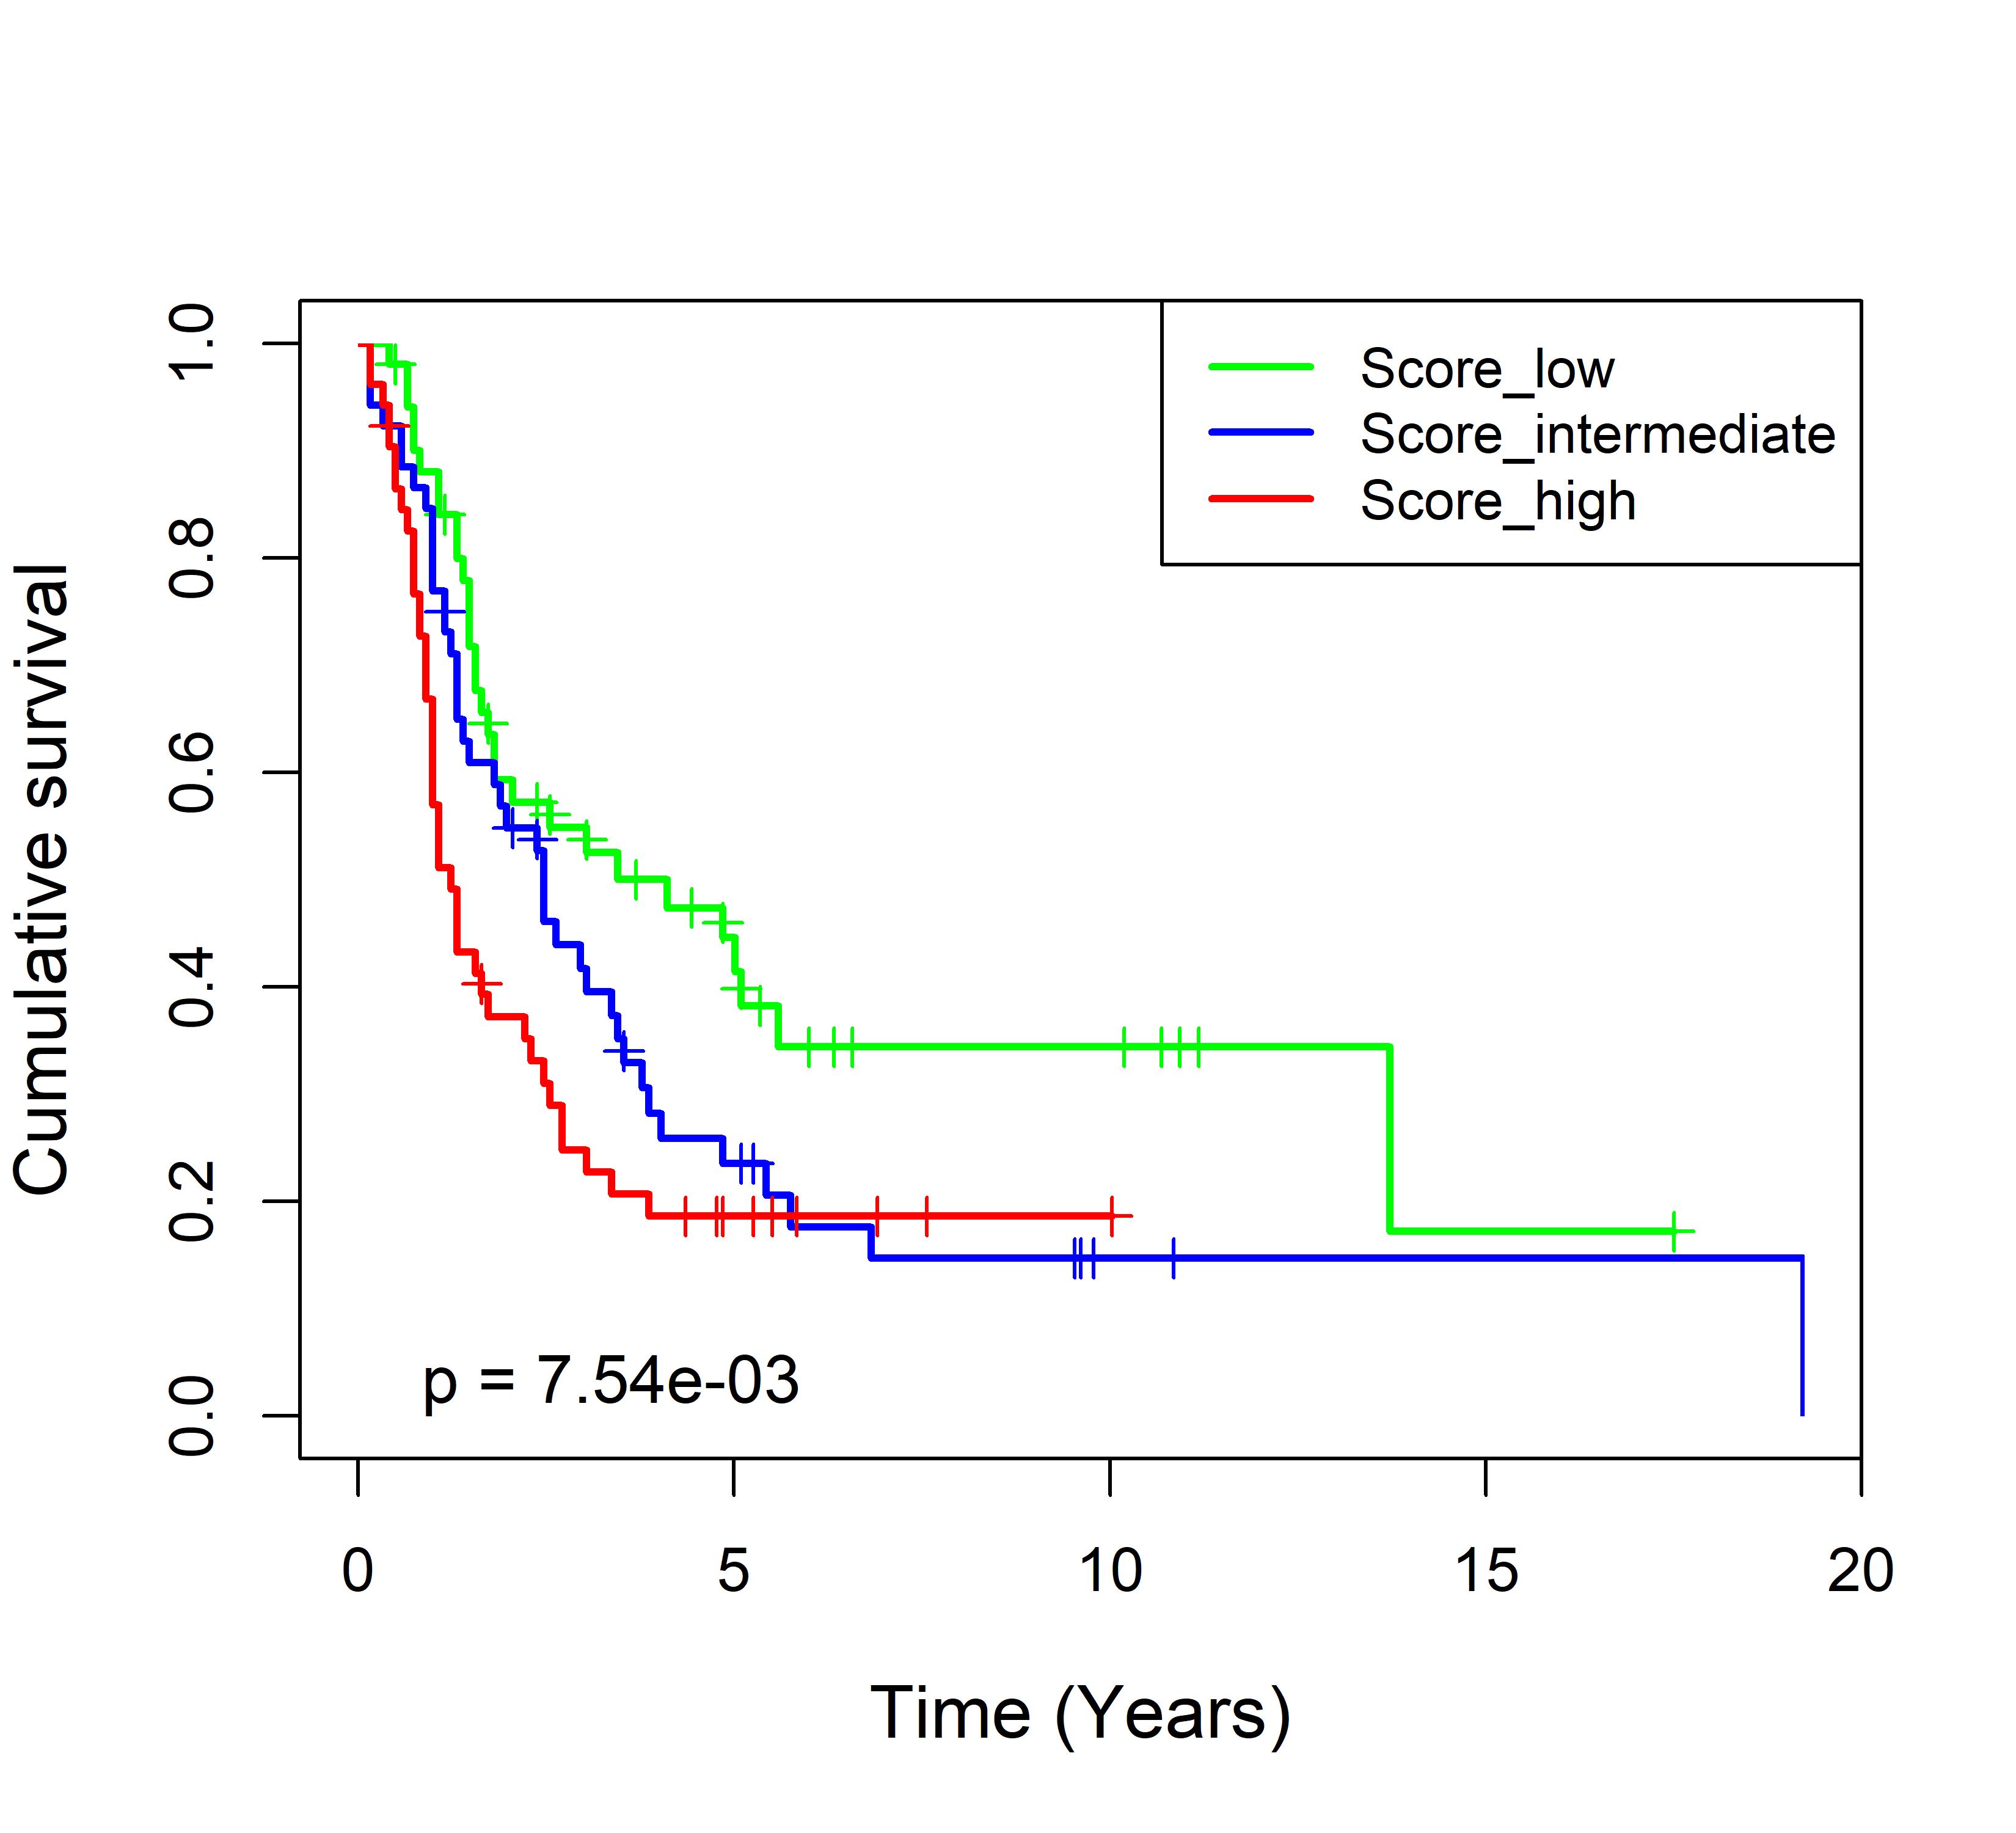 Score_low
Score_intermediate
Score_high
1.0
0.8
0.6
0.4
0.2
0.0
Cumulative survival
p = 7.54e-03
0 5 10 15 20
Time (Years)